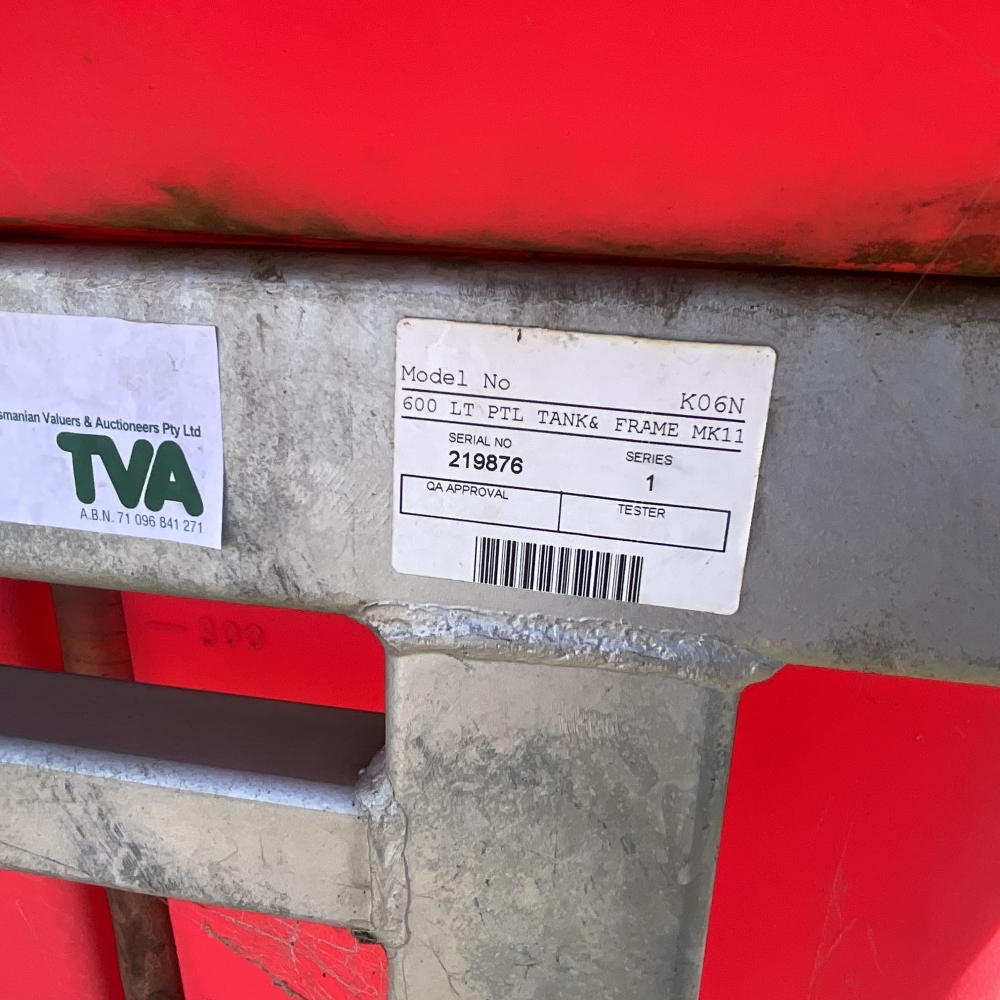 smanian Valuers & Auctioneers Pty Ltd
TVA
A.B.N. 71 096 841 271
Model No K06N
600 LT PTL TANK& FRAME MK11
SERIAL NO SERIES
219876 1
QA APPROVAL TESTER